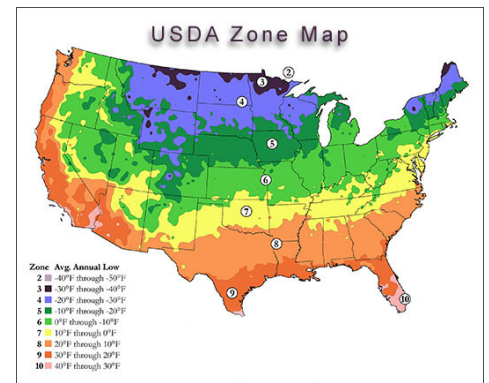 USDA Zone Map
2
3
4
5
6
7
8
9
10
Zone Avg. Annual Low
2 -40°F through -50°F
3 -30°F through -40°F
4 -20°F through -30°F
5 -10°F through -20°F
6 0°F through -10°F
7 10°F through 0°F
8 20°F through 10°F
9 30°F through 20°F
10 40°F through 30°F